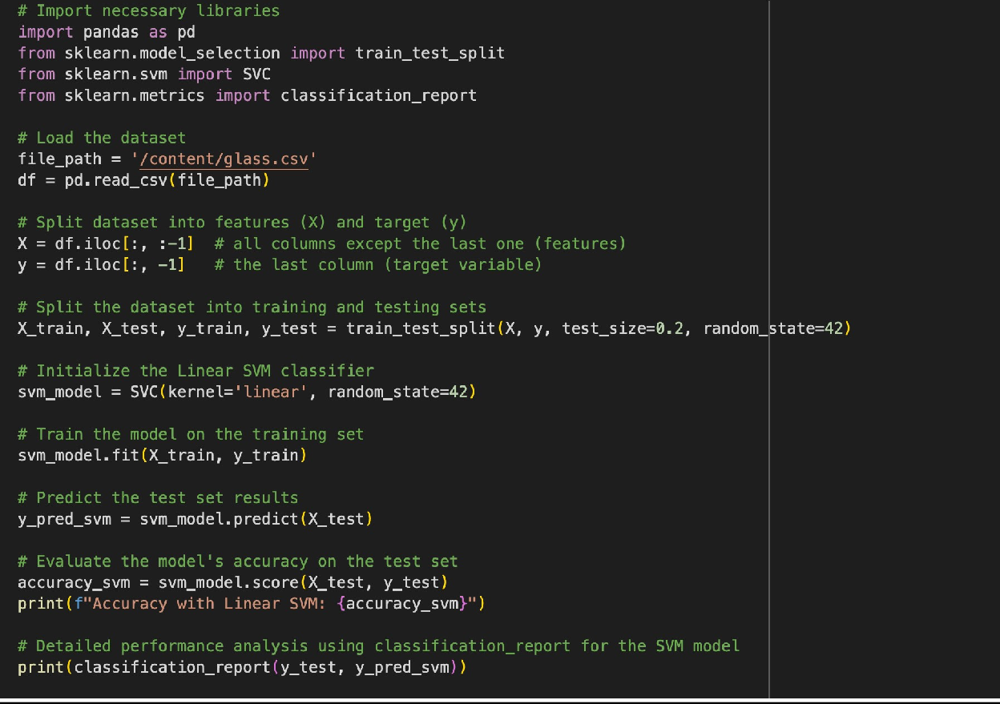 # Import necessary libraries
import pandas as pd
from sklearn.model_selection import train_test_split
from sklearn.svm import SVC
from sklearn.metrics import classification_report

# Load the dataset
file_path = '/content/glass.csv'
df = pd.read_csv(file_path)

# Split dataset into features (X) and target (y)
X = df.iloc[:, :-1]  # all columns except the last one (features)
y = df.iloc[:, -1]   # the last column (target variable)

# Split the dataset into training and testing sets
X_train, X_test, y_train, y_test = train_test_split(X, y, test_size=0.2, random_state=42)

# Initialize the Linear SVM classifier
svm_model = SVC(kernel='linear', random_state=42)

# Train the model on the training set
svm_model.fit(X_train, y_train)

# Predict the test set results
y_pred_svm = svm_model.predict(X_test)

# Evaluate the model's accuracy on the test set
accuracy_svm = svm_model.score(X_test, y_test)
print(f"Accuracy with Linear SVM: {accuracy_svm}")

# Detailed performance analysis using classification_report for the SVM model
print(classification_report(y_test, y_pred_svm))